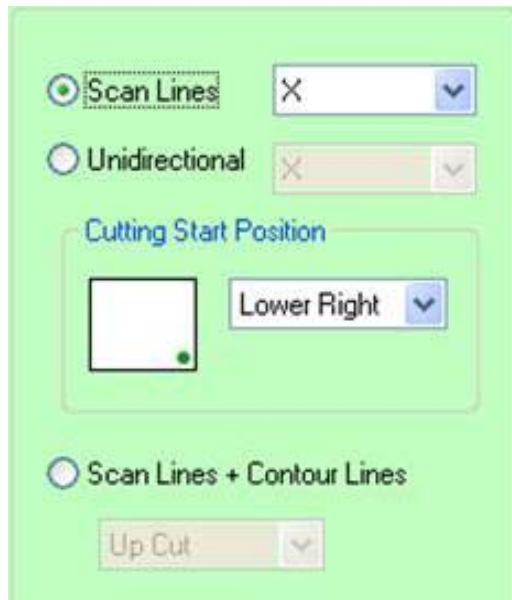 Scan Lines X
Unidirectional X
Cutting Start Position
Lower Right
Scan Lines + Contour Lines
Up Cut